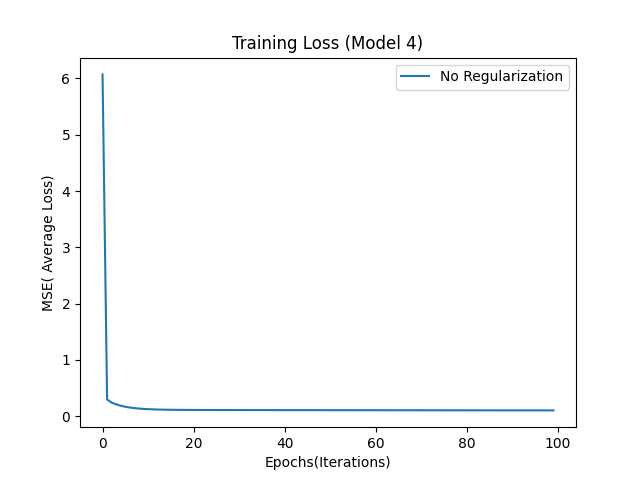 Training Loss (Model 4)
No Regularization
MSE( Average Loss)
6
5
4
3
2
1
0
0 20 40 60 80 100
Epochs(Iterations)